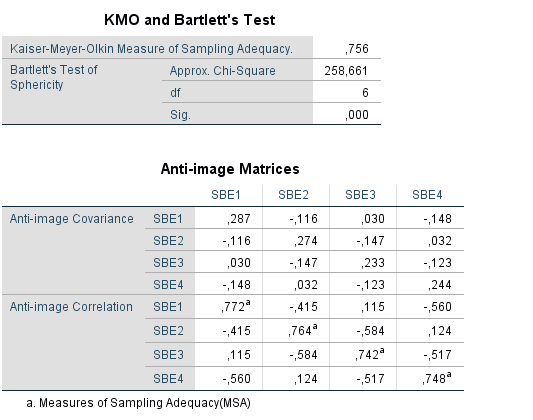 KMO and Bartlett's Test
Kaiser-Meyer-Olkin Measure of Sampling Adequacy. ,756
Bartlett's Test of Sphericity Approx. Chi-Square 258,661
df 6
Sig. ,000
Anti-image Matrices
SBE1 SBE2 SBE3 SBE4
Anti-image Covariance SBE1 ,287 -,116 ,030 -,148
SBE2 -,116 ,274 -,147 ,032
SBE3 ,030 -,147 ,233 -,123
SBE4 -,148 ,032 -,123 ,244
Anti-image Correlation SBE1 ,772a -,415 ,115 -,560
SBE2 -,415 ,764a -,584 ,124
SBE3 ,115 -,584 ,742a -,517
SBE4 -,560 ,124 -,517 ,748a
a. Measures of Sampling Adequacy(MSA)